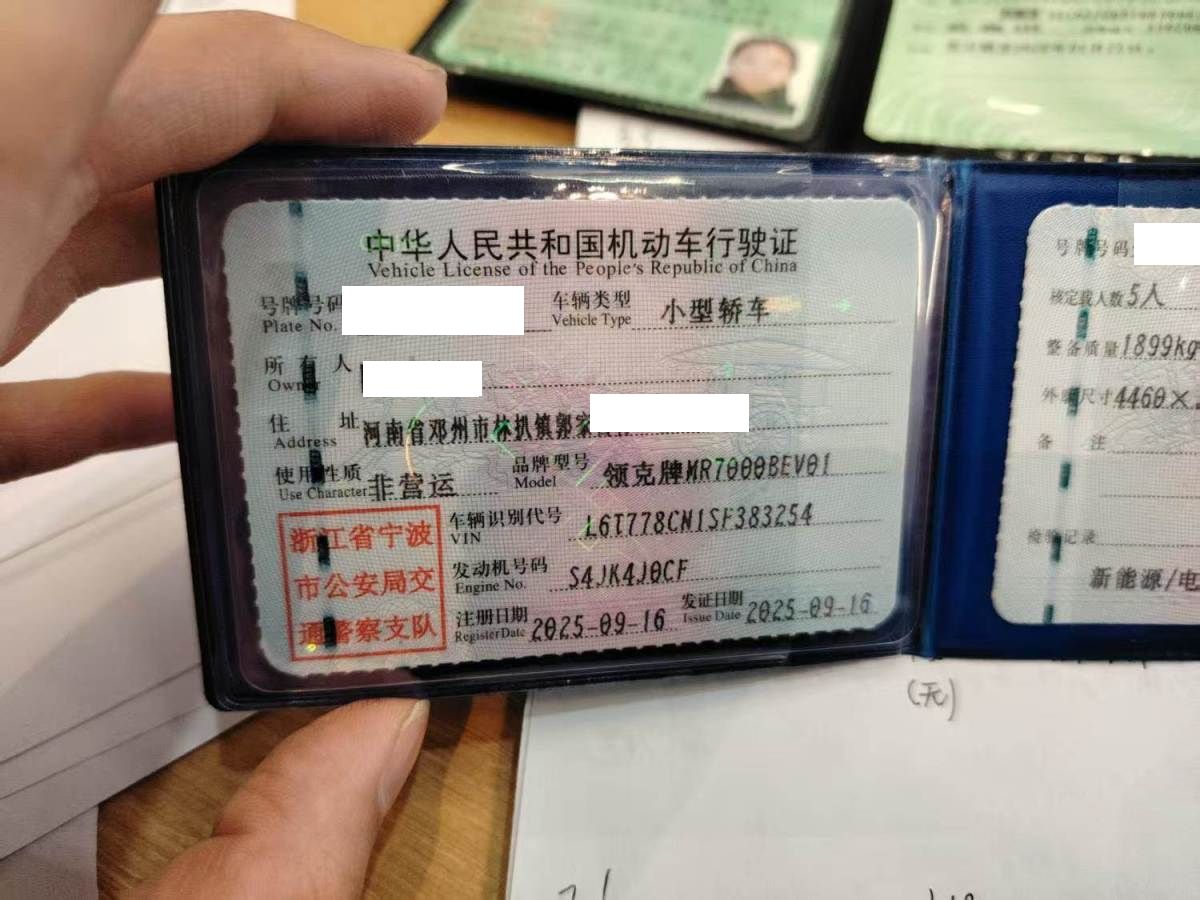 中华人民共和国机动车行驶证
Vehicle License of the People's Republic of China
号牌号码
Plate No.
车辆类型 小型轿车
Vehicle Type
所有人
Owner
住址 河南省邓州市林扒镇郭家
Address
使用性质 非营运
Use Character
品牌型号 领克牌MR7000BEV01
Model
浙江省宁波
市公安局交
通警察支队
车辆识别代号 L6T778CN1SF383254
VIN
发动机号码 S4JK4J0CF
Engine No.
注册日期 2025-09-16
Register Date
发证日期 2025-09-16
Issue Date
号牌号码
核定载人数 5人
整备质量 1899kg
外廓尺寸 4460×
备注
检验记录
新能源/电
(无)